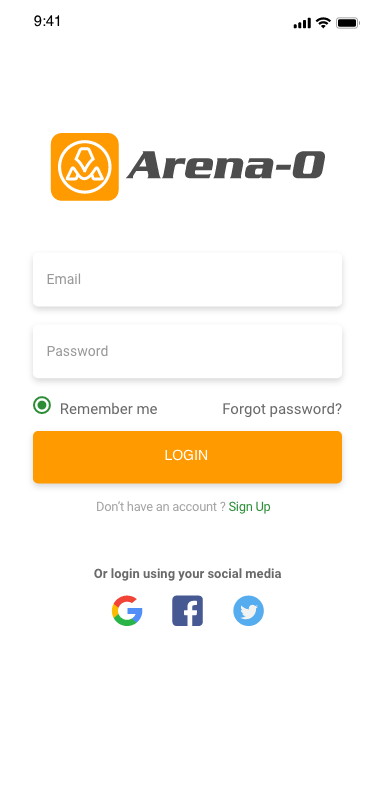 9:41
Arena-O
Email
Password
Remember me Forgot password?
LOGIN
Don't have an account ? Sign Up
Or login using your social media